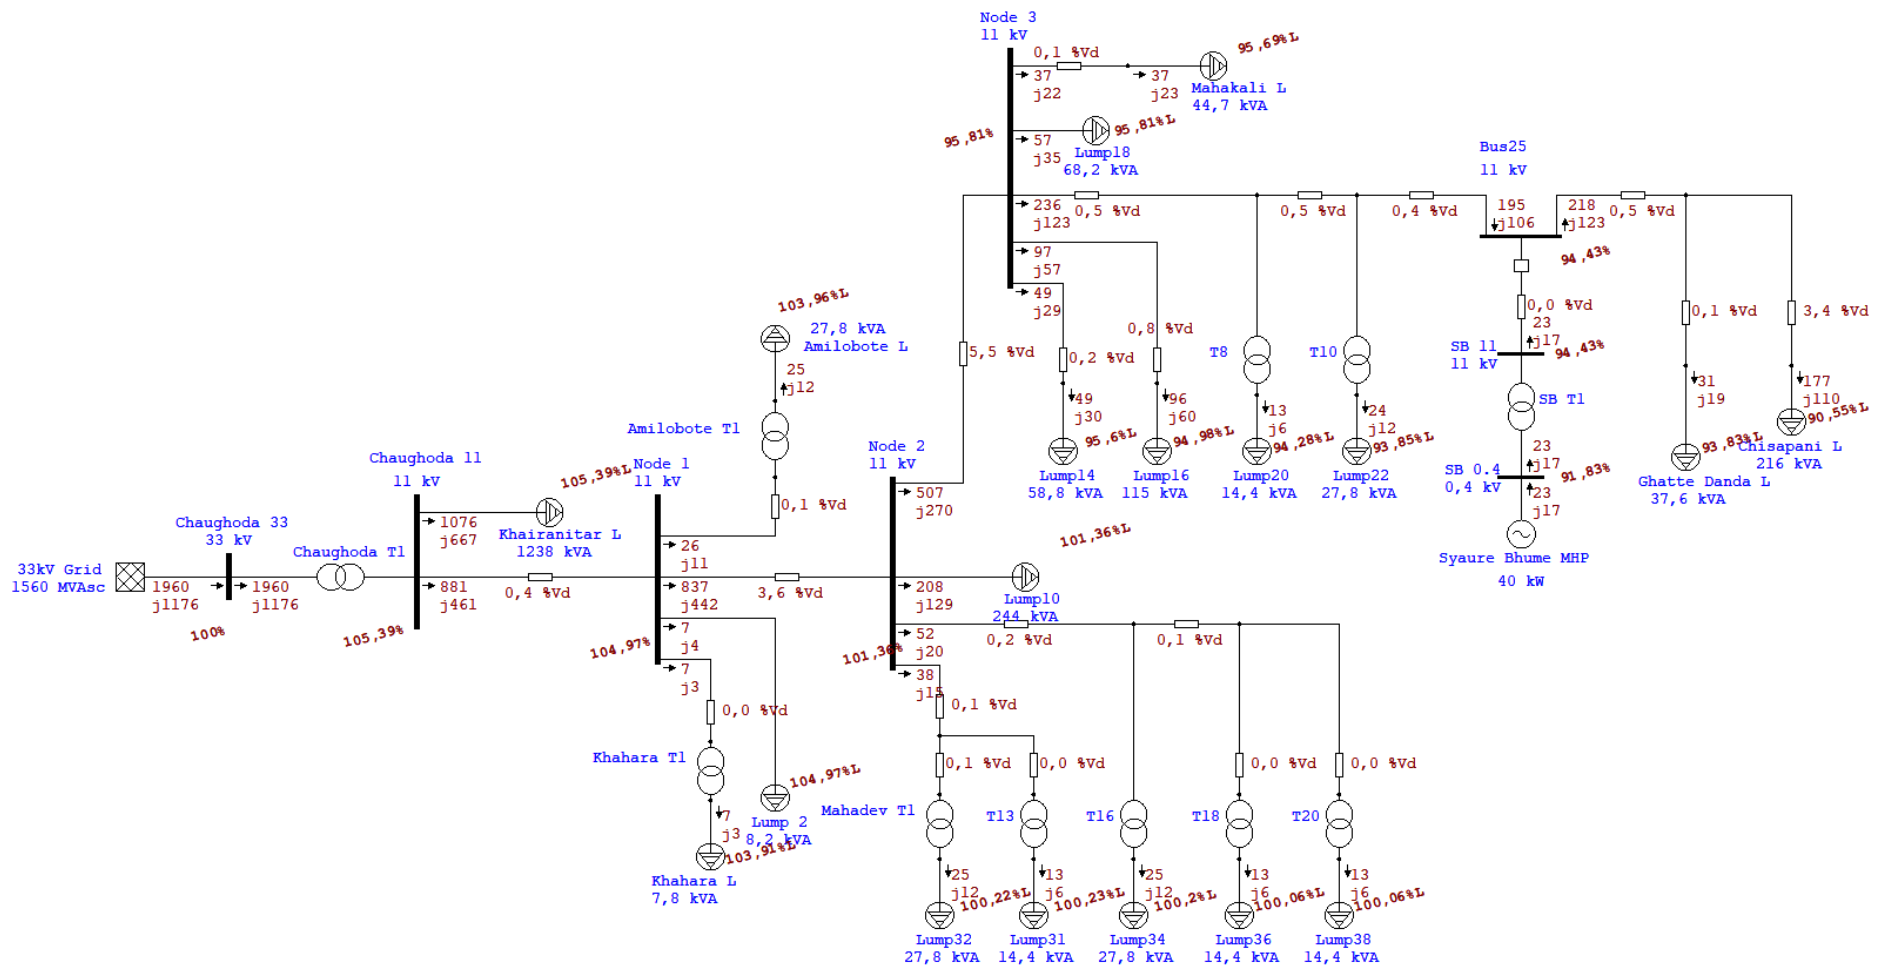 Node 3
11 kV
0,1 %Vd
37
j22
37
j23
95,69%L
Mahakali L
44,7 kVA
95,81%
57
j35
95,81%L
Lump18
68,2 kVA
236
j123
0,5 %Vd
0,5 %Vd
0,4 %Vd
Bus25
11 kV
195
j106
218
j123
0,5 %Vd
94,43%
97
j57
49
j29
0,8 %Vd
0,2 %Vd
5,5 %Vd
T8
T10
0,0 %Vd
23
j17
SB 11
11 kV
94,43%
0,1 %Vd
3,4 %Vd
49
j30
96
j60
13
j6
24
j12
SB T1
31
j19
177
j110
95,6%L
94,98%L
94,28%L
93,85%L
93,83%L
90,55%L
Lump14
58,8 kVA
Lump16
115 kVA
Lump20
14,4 kVA
Lump22
27,8 kVA
23
j17
SB 0.4
0,4 kV
91,83%
23
j17
Syaure Bhume MHP
40 kW
Chisapani L
216 kVA
Ghatte Danda L
37,6 kVA
103,96%L
27,8 kVA
Amilobote L
25
j12
Amilobote T1
0,1 %Vd
Node 2
11 kV
507
j270
101,36%L
Chaughoda 11
11 kV
105,39%L
Node 1
11 kV
1076
j667
Khairanitar L
1238 kVA
26
j11
Chaughoda 33
33 kV
Chaughoda T1
33kV Grid
1560 MVAsc
1960
j1176
1960
j1176
100%
881
j461
105,39%
0,4 %Vd
837
j442
3,6 %Vd
208
j129
Lump10
244 kVA
7
j4
104,97%
7
j3
52
j20
0,2 %Vd
0,1 %Vd
101,36%
38
j15
0,1 %Vd
0,0 %Vd
Khahara T1
104,97%L
Lump 2
8,2 kVA
7
j3
103,91%L
Khahara L
7,8 kVA
0,1 %Vd
0,0 %Vd
0,0 %Vd
0,0 %Vd
Mahadev T1
T13
T16
T18
T20
25
j12
13
j6
25
j12
13
j6
13
j6
100,22%L
100,23%L
100,2%L
100,06%L
100,06%L
Lump32
27,8 kVA
Lump31
14,4 kVA
Lump34
27,8 kVA
Lump36
14,4 kVA
Lump38
14,4 kVA